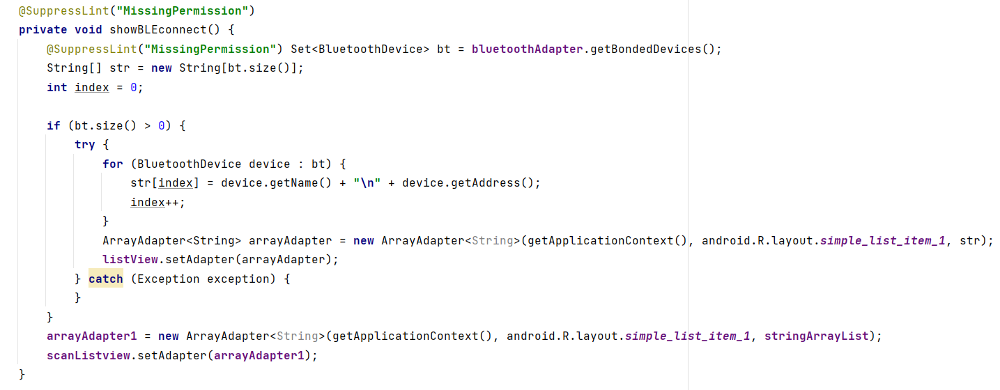 @SuppressLint("MissingPermission")
private void showBLEconnect() {
    @SuppressLint("MissingPermission") Set<BluetoothDevice> bt = bluetoothAdapter.getBondedDevices();
    String[] str = new String[bt.size()];
    int index = 0;

    if (bt.size() > 0) {
        try {
            for (BluetoothDevice device : bt) {
                str[index] = device.getName() + "\n" + device.getAddress();
                index++;
            }
            ArrayAdapter<String> arrayAdapter = new ArrayAdapter<String>(getApplicationContext(), android.R.layout.simple_list_item_1, str);
            listView.setAdapter(arrayAdapter);
        } catch (Exception exception) {
        }
    }
    arrayAdapter1 = new ArrayAdapter<String>(getApplicationContext(), android.R.layout.simple_list_item_1, stringArrayList);
    scanListview.setAdapter(arrayAdapter1);
}